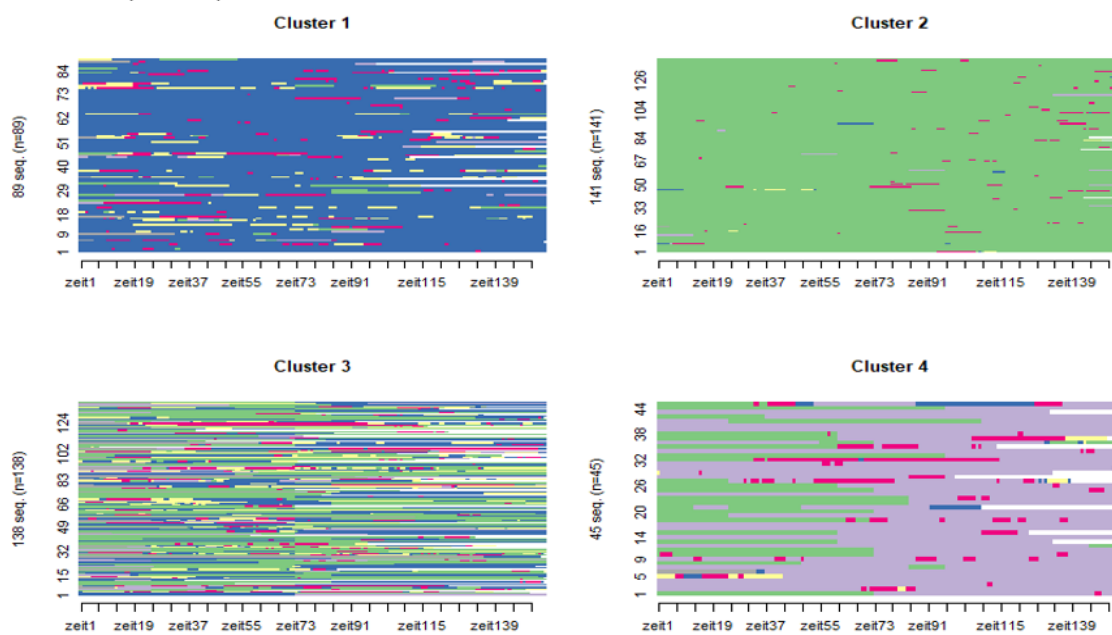 Cluster 1
Cluster 2
89 seq. (n=89)
1 9 18 29 40 51 62 73 84
141 seq. (n=141)
1 16 33 50 67 84 104 126
zeit1 zeit19 zeit37 zeit55 zeit73 zeit91 zeit115 zeit139
zeit1 zeit19 zeit37 zeit55 zeit73 zeit91 zeit115 zeit139
Cluster 3
Cluster 4
138 seq. (n=138)
1 15 32 49 66 83 102 124
45 seq. (n=45)
1 5 9 14 20 26 32 38 44
zeit1 zeit19 zeit37 zeit55 zeit73 zeit91 zeit115 zeit139
zeit1 zeit19 zeit37 zeit55 zeit73 zeit91 zeit115 zeit139